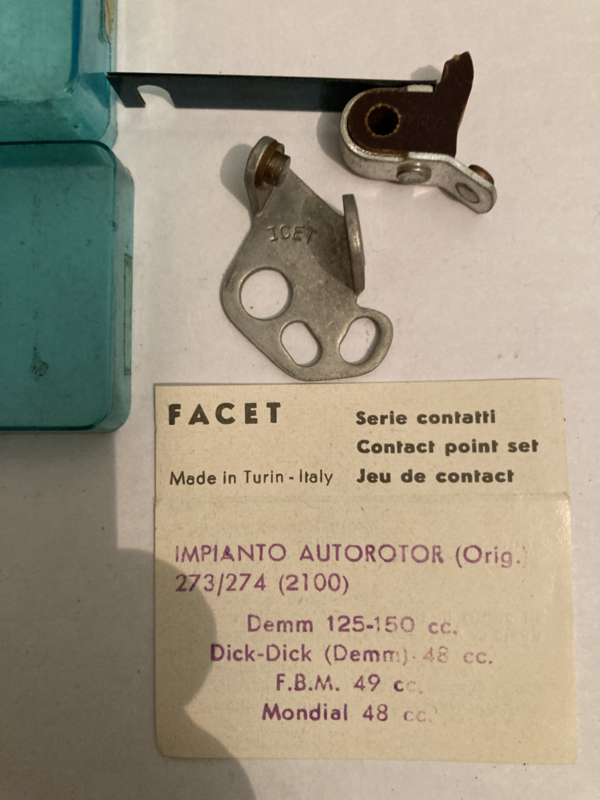 FACET
Serie contatti
Contact point set
Made in Turin - Italy
Jeu de contact
IMPIANTO AUTOROTOR (Orig.)
273/274 (2100)
Demm 125-150 cc.
Dick-Dick (Demm) 48 cc.
F.B.M. 49 cc.
Mondial 48 cc.